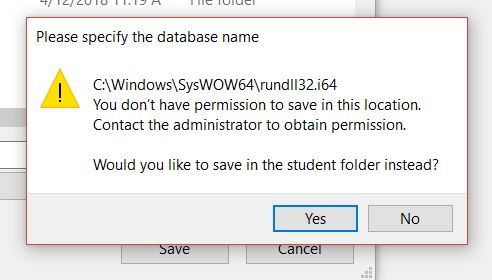 4/12/2018 11:19 A
File folder
Please specify the database name
C:\Windows\SysWOW64\rundll32.i64
You don't have permission to save in this location.
Contact the administrator to obtain permission.
Would you like to save in the student folder instead?
Yes
No
Save
Cancel